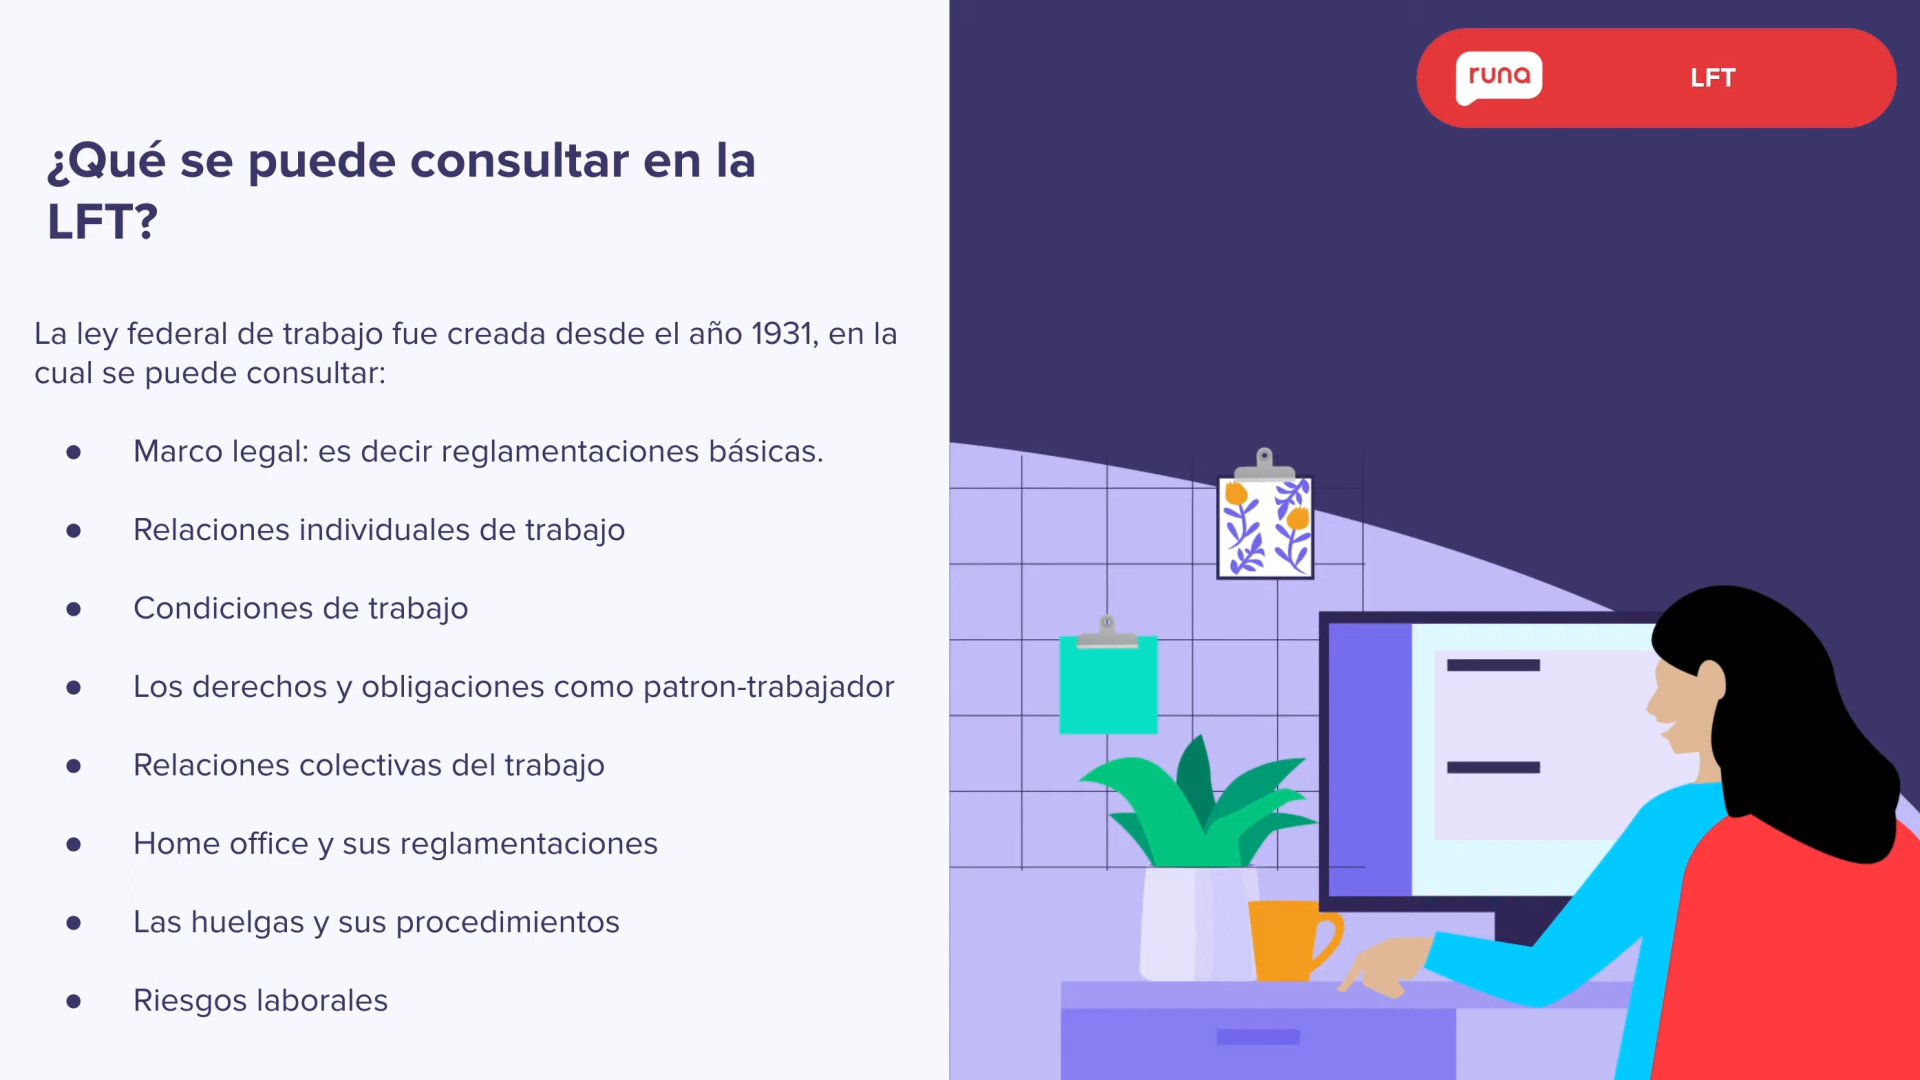 runa
LFT
¿Qué se puede consultar en la
LFT?
La ley federal de trabajo fue creada desde el año 1931, en la
cual se puede consultar:
● Marco legal: es decir reglamentaciones básicas.
● Relaciones individuales de trabajo
● Condiciones de trabajo
● Los derechos y obligaciones como patron-trabajador
● Relaciones colectivas del trabajo
● Home office y sus reglamentaciones
● Las huelgas y sus procedimientos
● Riesgos laborales